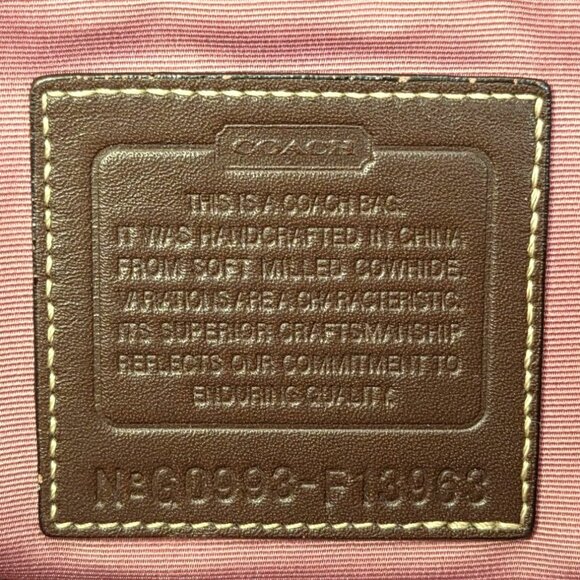 COACH
THIS IS A COACH BAG.
IT WAS HANDCRAFTED IN CHINA
FROM SOFT MILLED COWHIDE.
VARIATIONS ARE A CHARACTERISTIC.
ITS SUPERIOR CRAFTSMANSHIP
REFLECTS OUR COMMITMENT TO
ENDURING QUALITY.
Nº G0993-F13963